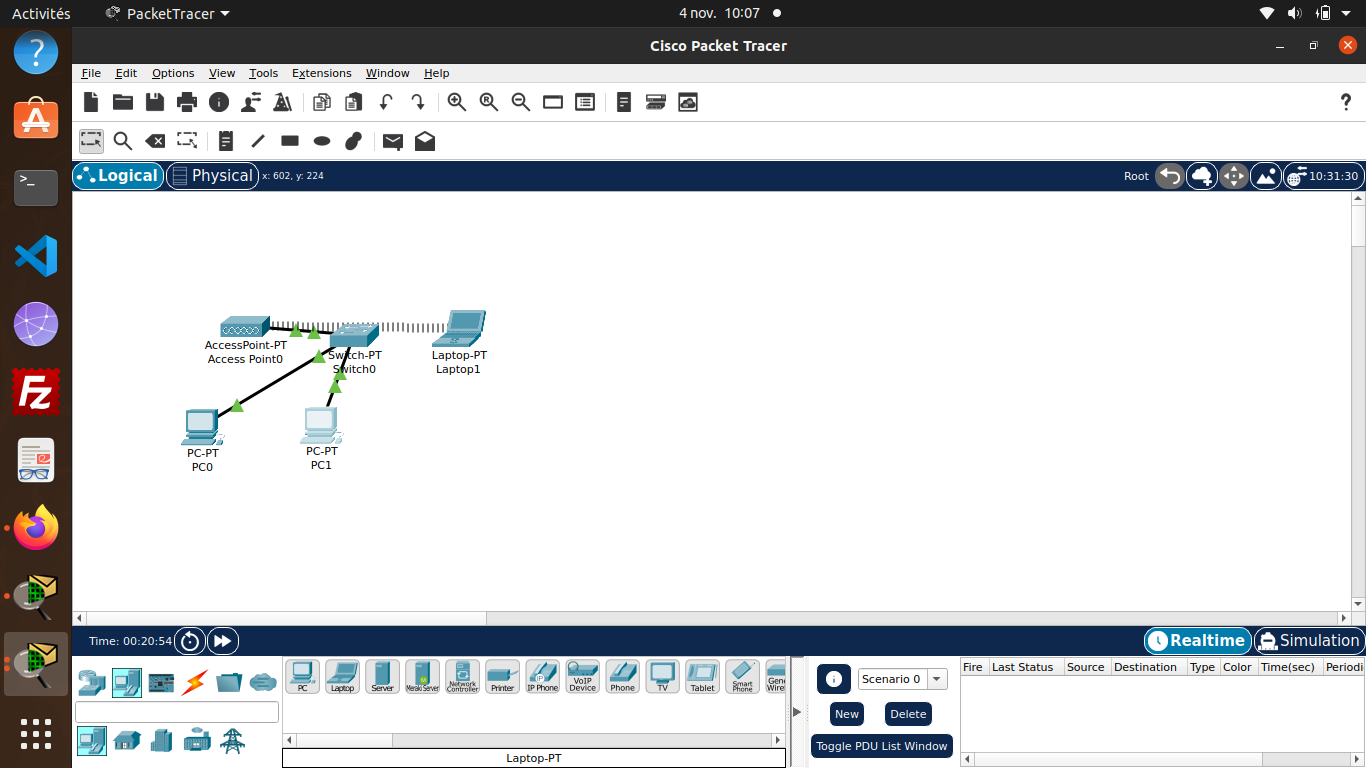 Activités PacketTracer 4 nov. 10:07
Cisco Packet Tracer
File Edit Options View Tools Extensions Window Help
Logical Physical x: 602, y: 224 Root 10:31:30
AccessPoint-PT
Access Point0
Switch-PT
Switch0
Laptop-PT
Laptop1
PC-PT
PC0
PC-PT
PC1
Time: 00:20:54 Realtime Simulation
PC Laptop Server Meraki Server Network Controller Printer IP Phone VoIP Device Phone TV Tablet Smart Phone
Laptop-PT
Scenario 0
New Delete
Toggle PDU List Window
Fire Last Status Source Destination Type Color Time(sec) Periodi